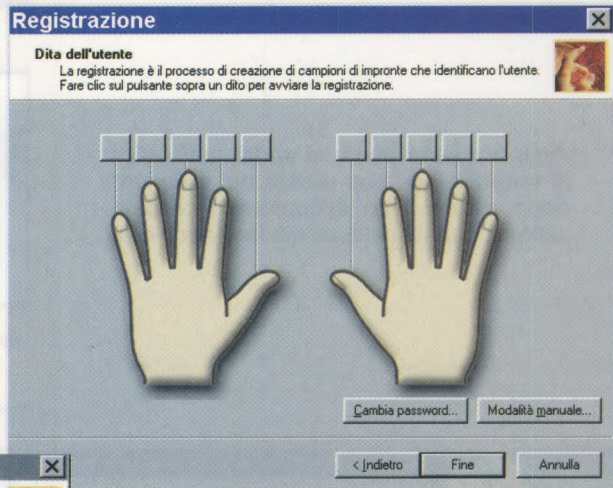 Registrazione
Dita dell'utente
La registrazione è il processo di creazione di campioni di impronte che identificano l'utente.
Fare clic sul pulsante sopra un dito per avviare la registrazione.
Cambia password...
Modalità manuale...
< Indietro
Fine
Annulla